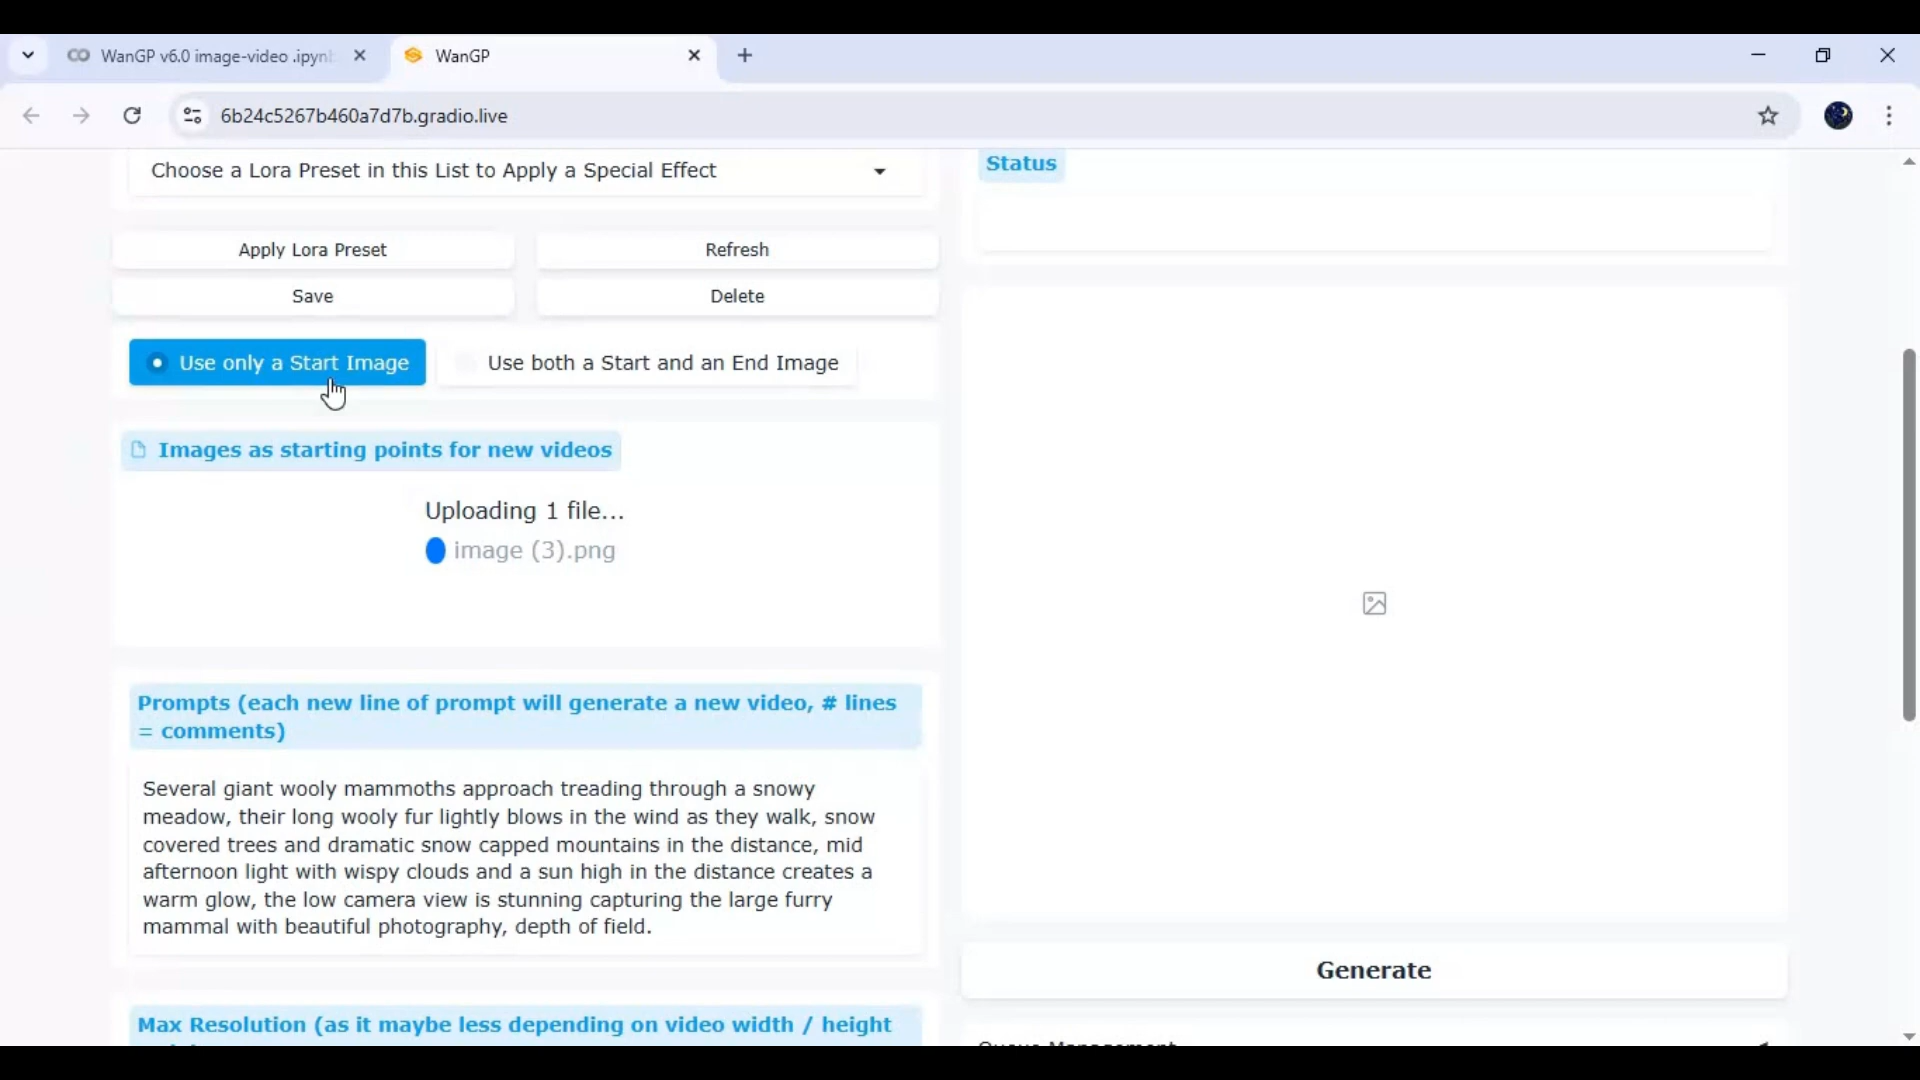 WanGP v6.0 image-video .ipynb
WanGP
6b24c5267b460a7d7b.gradio.live
Choose a Lora Preset in this List to Apply a Special Effect
Status
Apply Lora Preset
Refresh
Save
Delete
Use only a Start Image
Use both a Start and an End Image
Images as starting points for new videos
Uploading 1 file...
image (3).png
Prompts (each new line of prompt will generate a new video, # lines
= comments)
Several giant wooly mammoths approach treading through a snowy
meadow, their long wooly fur lightly blows in the wind as they walk, snow
covered trees and dramatic snow capped mountains in the distance, mid
afternoon light with wispy clouds and a sun high in the distance creates a
warm glow, the low camera view is stunning capturing the large furry
mammal with beautiful photography, depth of field.
Generate
Max Resolution (as it maybe less depending on video width / height
Queue Management